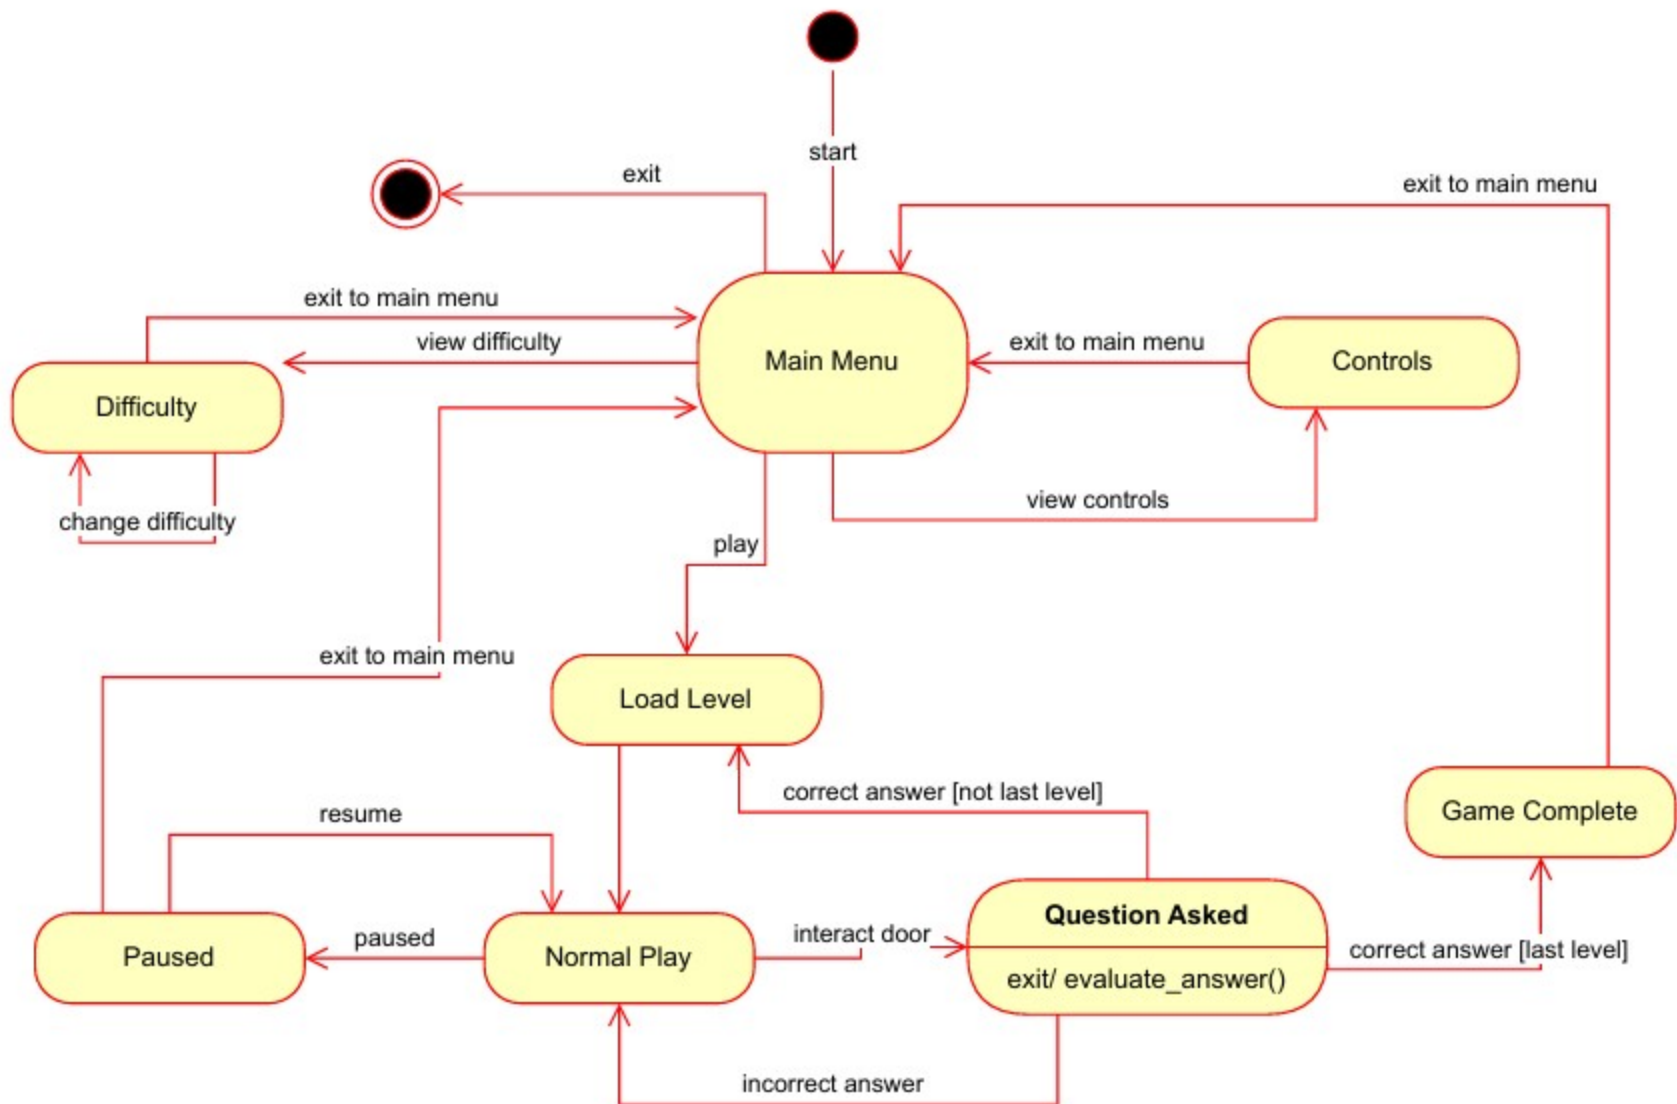 start
exit
exit to main menu
exit to main menu
view difficulty
Main Menu
exit to main menu
Controls
Difficulty
view controls
change difficulty
play
exit to main menu
Load Level
correct answer [not last level]
Game Complete
resume
Question Asked
interact door
paused
correct answer [last level]
Paused
Normal Play
exit/ evaluate_answer()
incorrect answer